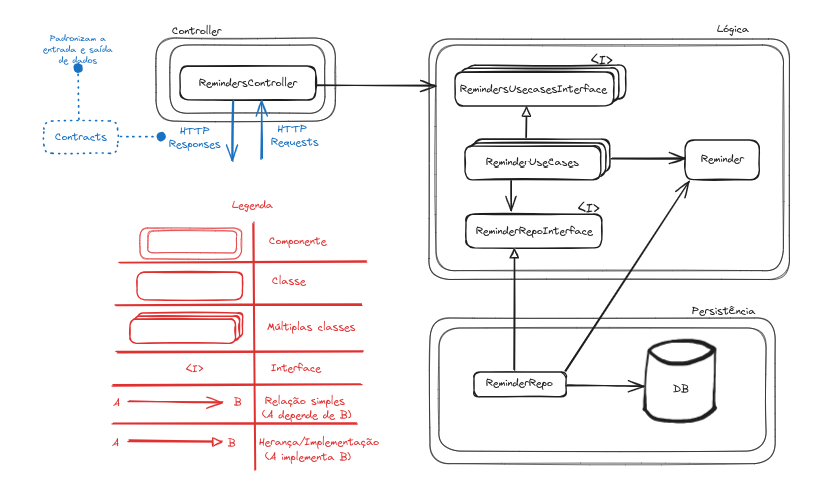 Controller
Lógica
Padronizam a
entrada e saída
de dados
<I>
RemindersController
RemindersUsecasesInterface
Contracts
HTTP
Responses
HTTP
Requests
ReminderUseCases
Reminder
<I>
ReminderRepoInterface
Legenda
Componente
Classe
Múltiplas classes
<I>
Interface
A
B
Relação simples
(A depende de B)
A
B
Herança/Implementação
(A implementa B)
Persistência
ReminderRepo
DB